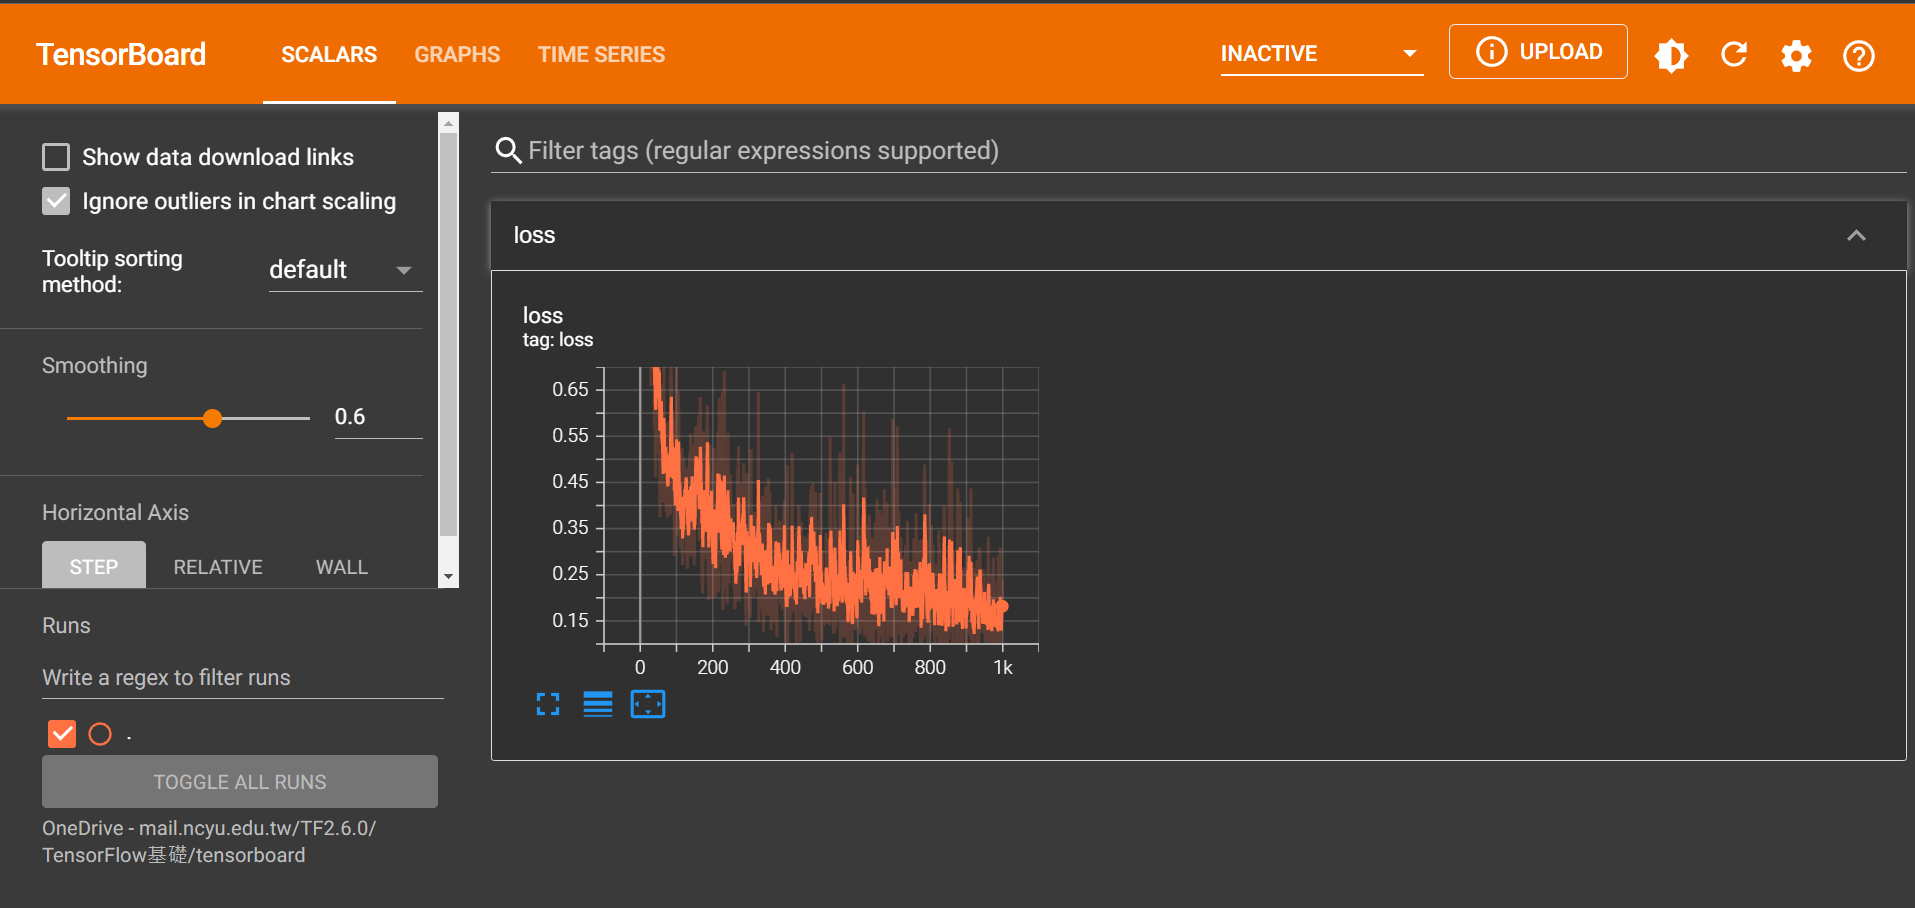 TensorBoard
SCALARS
GRAPHS
TIME SERIES
INACTIVE
UPLOAD
Show data download links
Ignore outliers in chart scaling
Tooltip sorting
method:
default
Smoothing
0.6
Horizontal Axis
STEP
RELATIVE
WALL
Runs
Write a regex to filter runs
.
TOGGLE ALL RUNS
OneDrive - mail.ncyu.edu.tw/TF2.6.0/
TensorFlow基礎/tensorboard
Filter tags (regular expressions supported)
loss
loss
tag: loss
0.65
0.55
0.45
0.35
0.25
0.15
0 200 400 600 800 1k